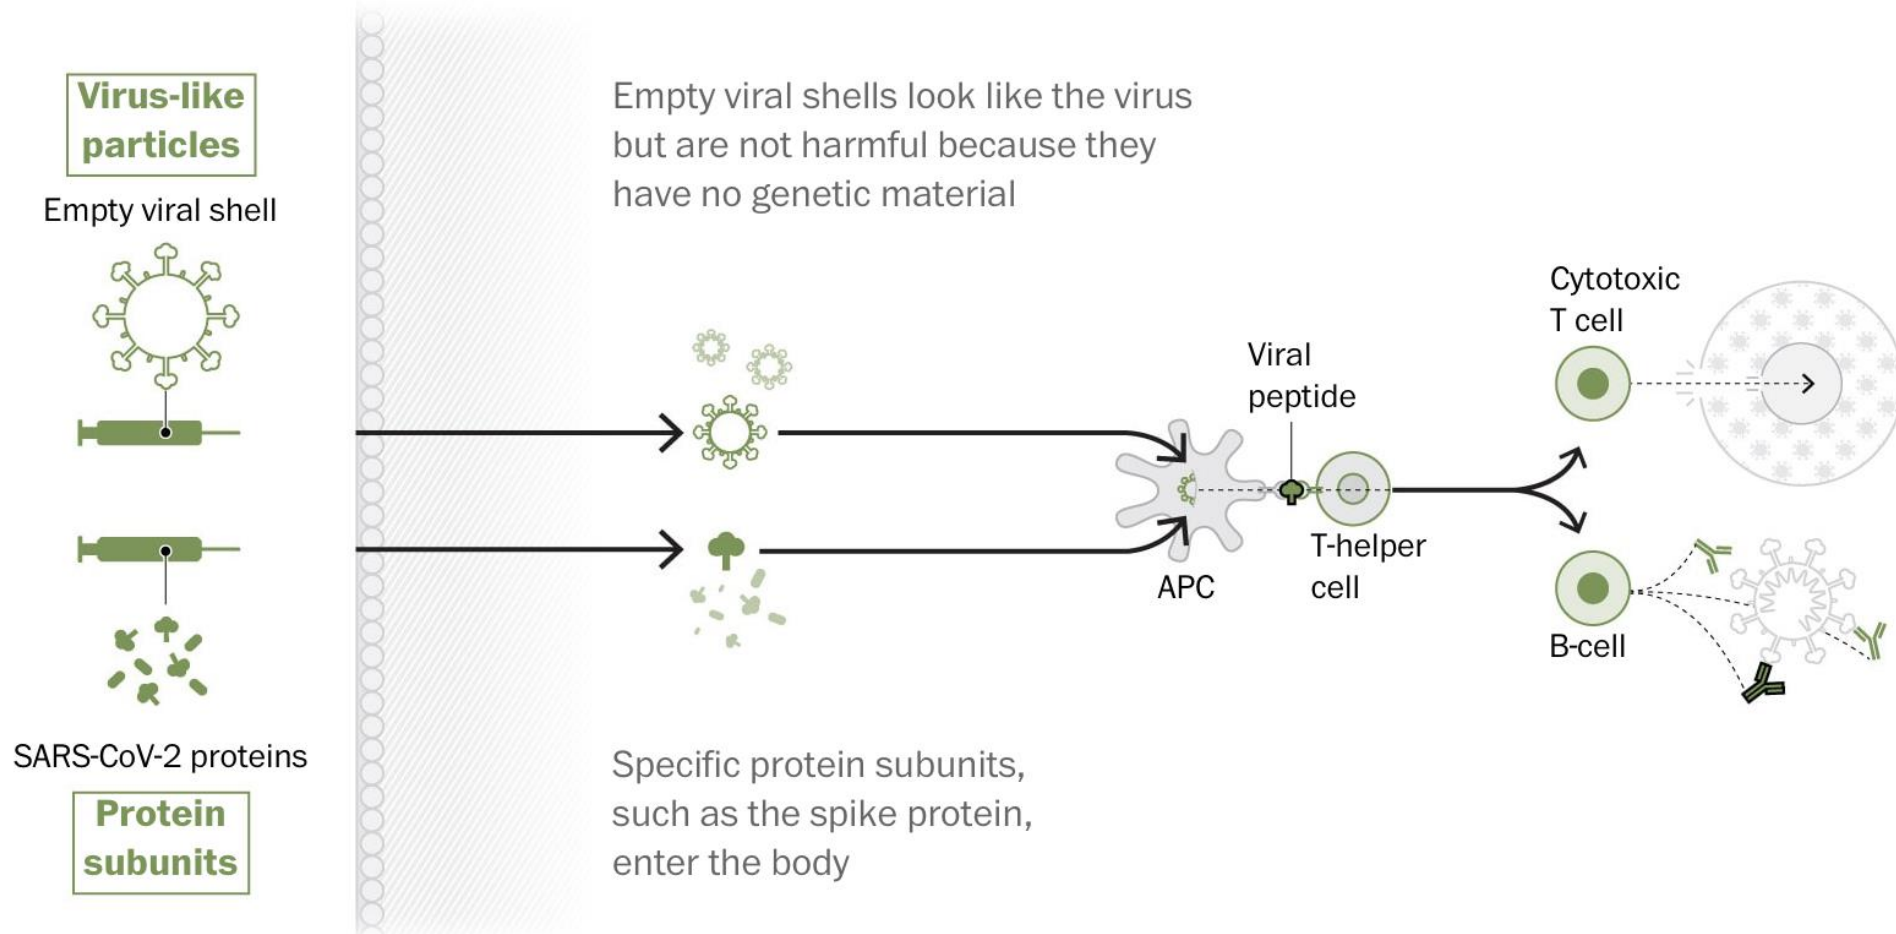 Virus-like
particles
Empty viral shell
Empty viral shells look like the virus
but are not harmful because they
have no genetic material
Cytotoxic
T cell
Viral
peptide
T-helper
cell
APC
B-cell
SARS-CoV-2 proteins
Protein
subunits
Specific protein subunits,
such as the spike protein,
enter the body